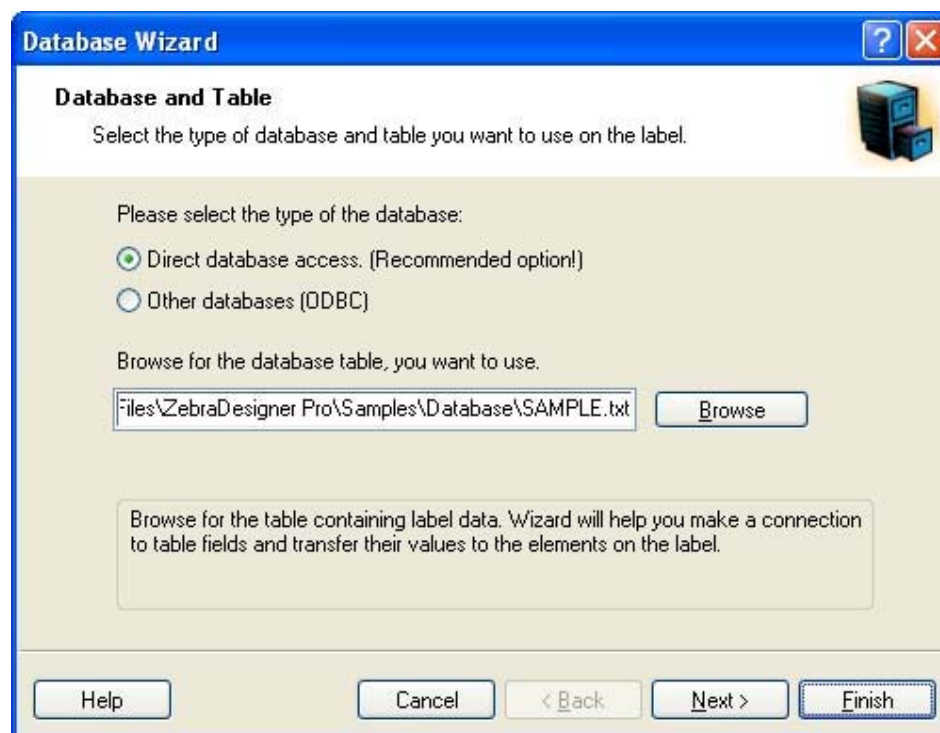 Database Wizard
?
Database and Table
Select the type of database and table you want to use on the label.
Please select the type of the database:
Direct database access. (Recommended option!)
Other databases (ODBC)
Browse for the database table, you want to use.
Files\ZebraDesigner Pro\Samples\Database\SAMPLE.txt
Browse
Browse for the table containing label data. Wizard will help you make a connection
to table fields and transfer their values to the elements on the label.
Help
Cancel
< Back
Next >
Finish